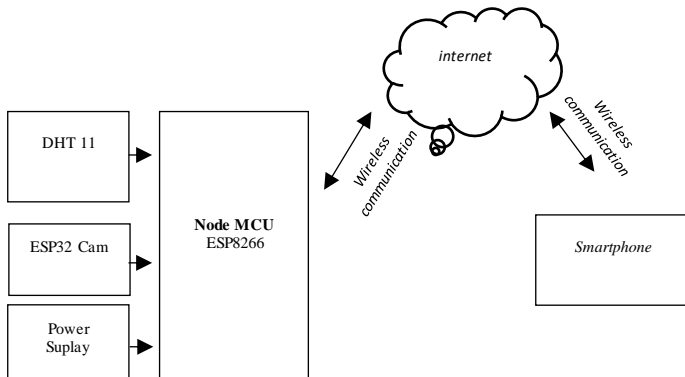 internet
DHT 11
Wireless
communication
Wireless
communication
Node MCU
ESP8266
ESP32 Cam
Smartphone
Power
Suplay